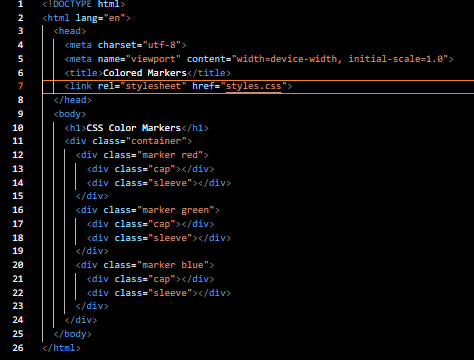 1 <!DOCTYPE html>
2 <html lang="en">
3   <head>
4     <meta charset="utf-8">
5     <meta name="viewport" content="width=device-width, initial-scale=1.0">
6     <title>Colored Markers</title>
7     <link rel="stylesheet" href="styles.css">
8   </head>
9   <body>
10     <h1>CSS Color Markers</h1>
11     <div class="container">
12       <div class="marker red">
13         <div class="cap"></div>
14         <div class="sleeve"></div>
15       </div>
16       <div class="marker green">
17         <div class="cap"></div>
18         <div class="sleeve"></div>
19       </div>
20       <div class="marker blue">
21         <div class="cap"></div>
22         <div class="sleeve"></div>
23       </div>
24     </div>
25   </body>
26 </html>